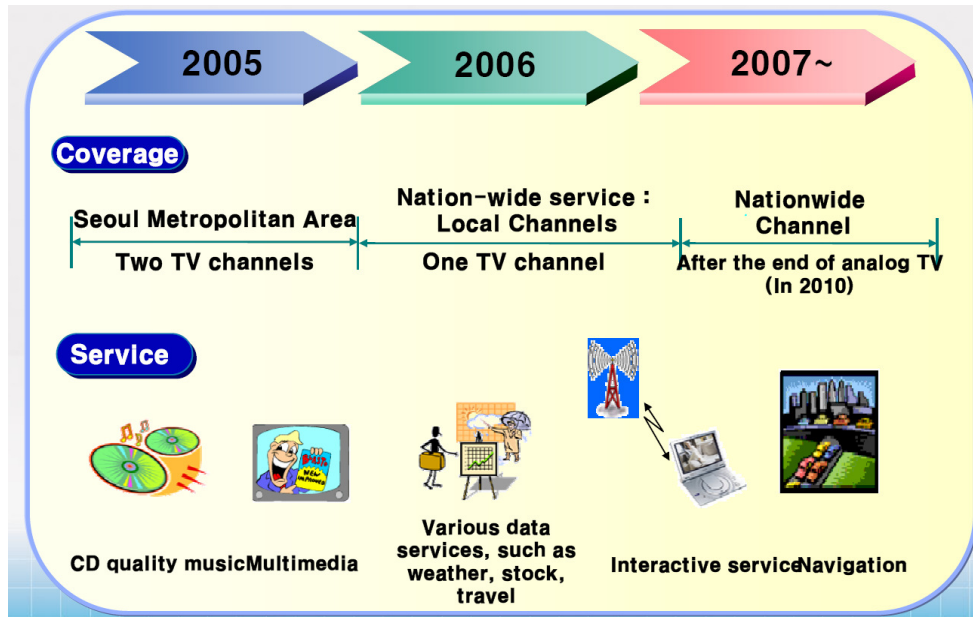 2005
2006
2007~
Coverage
Seoul Metropolitan Area
Two TV channels
Nation-wide service :
Local Channels
One TV channel
Nationwide
Channel
After the end of analog TV
(In 2010)
Service
CD quality music
Multimedia
Various data
services, such as
weather, stock,
travel
Interactive service
Navigation